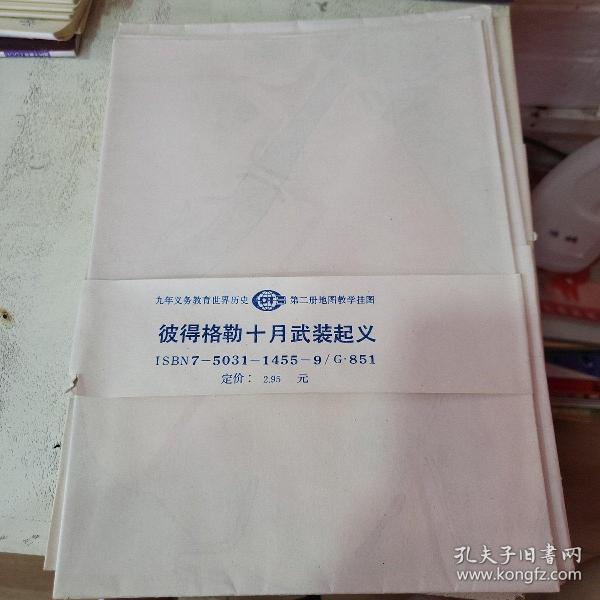 九年义务教育世界历史 第二册地图教学挂图
彼得格勒十月武装起义
ISBN7-5031-1455-9/G·851
定价： 2.95 元
孔夫子旧书网
www.kongfz.com